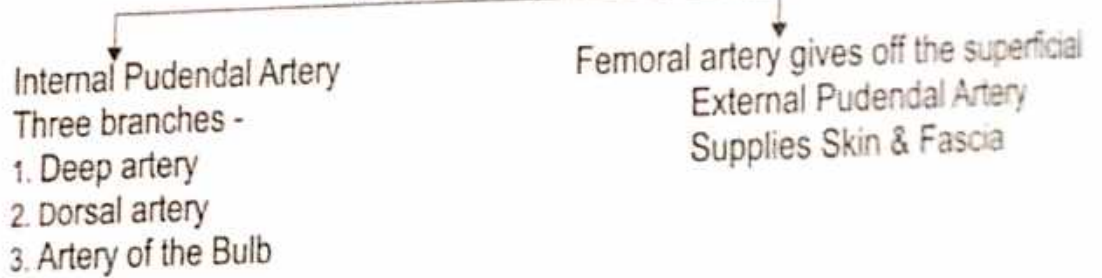 Internal Pudendal Artery
Three branches -
1. Deep artery
2. Dorsal artery
3. Artery of the Bulb
Femoral artery gives off the superficial
External Pudendal Artery
Supplies Skin & Fascia